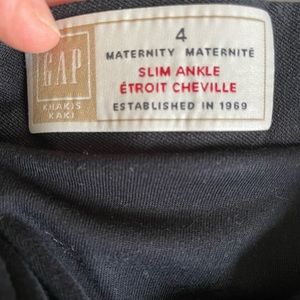 GAP
KHAKIS
KAKI
4
MATERNITY MATERNITÉ
SLIM ANKLE
ÉTROIT CHEVILLE
ESTABLISHED IN 1969